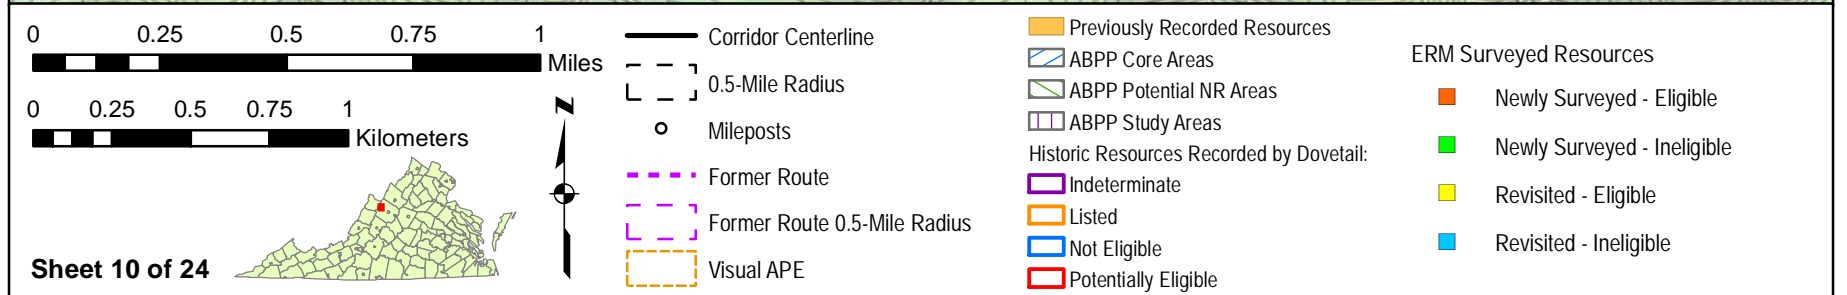 0 0.25 0.5 0.75 1
Miles
0 0.25 0.5 0.75 1
Kilometers
Sheet 10 of 24
N
Corridor Centerline
0.5-Mile Radius
Mileposts
Former Route
Former Route 0.5-Mile Radius
Visual APE
Previously Recorded Resources
ABPP Core Areas
ABPP Potential NR Areas
ABPP Study Areas
Historic Resources Recorded by Dovetail:
Indeterminate
Listed
Not Eligible
Potentially Eligible
ERM Surveyed Resources
Newly Surveyed - Eligible
Newly Surveyed - Ineligible
Revisited - Eligible
Revisited - Ineligible